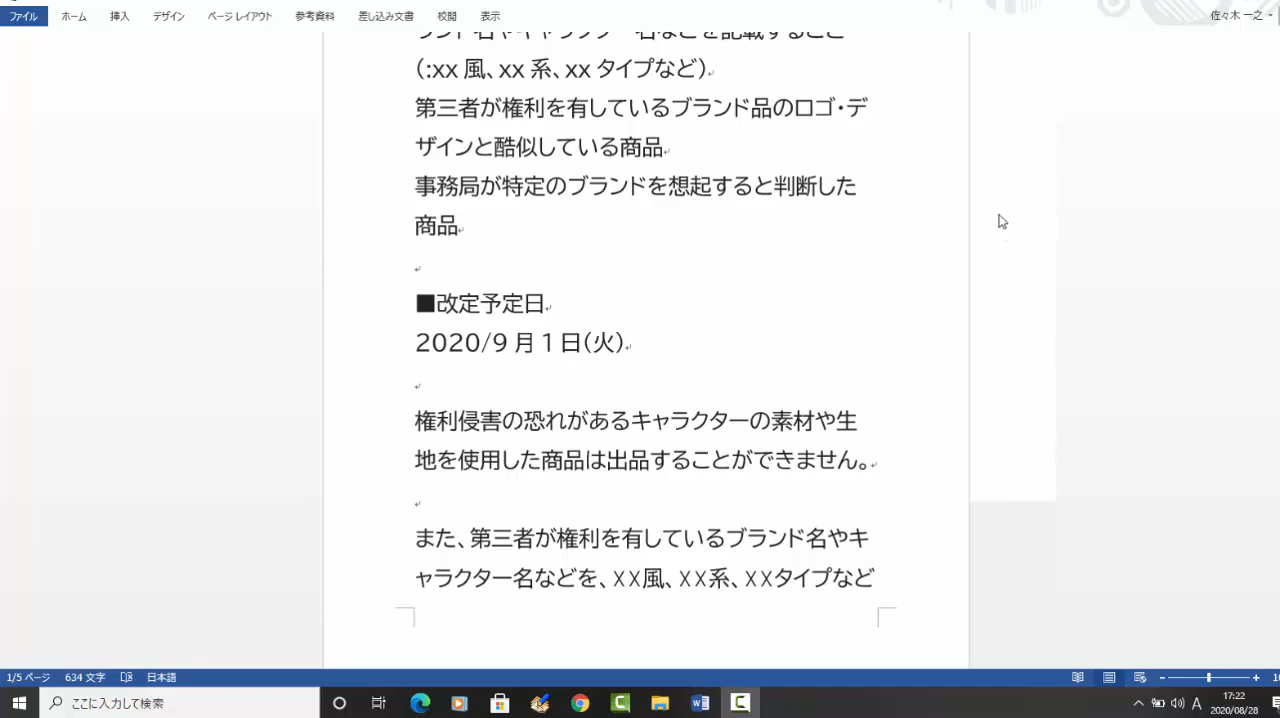 ファイル ホーム 挿入 デザイン ページ レイアウト 参考資料 差し込み文書 校閲 表示 佐々木 一之
(:xx 風、xx 系、xx タイプなど)
第三者が権利を有しているブランド品のロゴ・デ
ザインと酷似している商品
事務局が特定のブランドを想起すると判断した
商品
■改定予定日
2020/9 月 1 日(火)
権利侵害の恐れがあるキャラクターの素材や生
地を使用した商品は出品することができません。
また、第三者が権利を有しているブランド名やキ
ャラクター名などを、XX風、XX系、XXタイプなど
1/5 ページ 634 文字 日本語
ここに入力して検索
A 17:22
2020/08/28